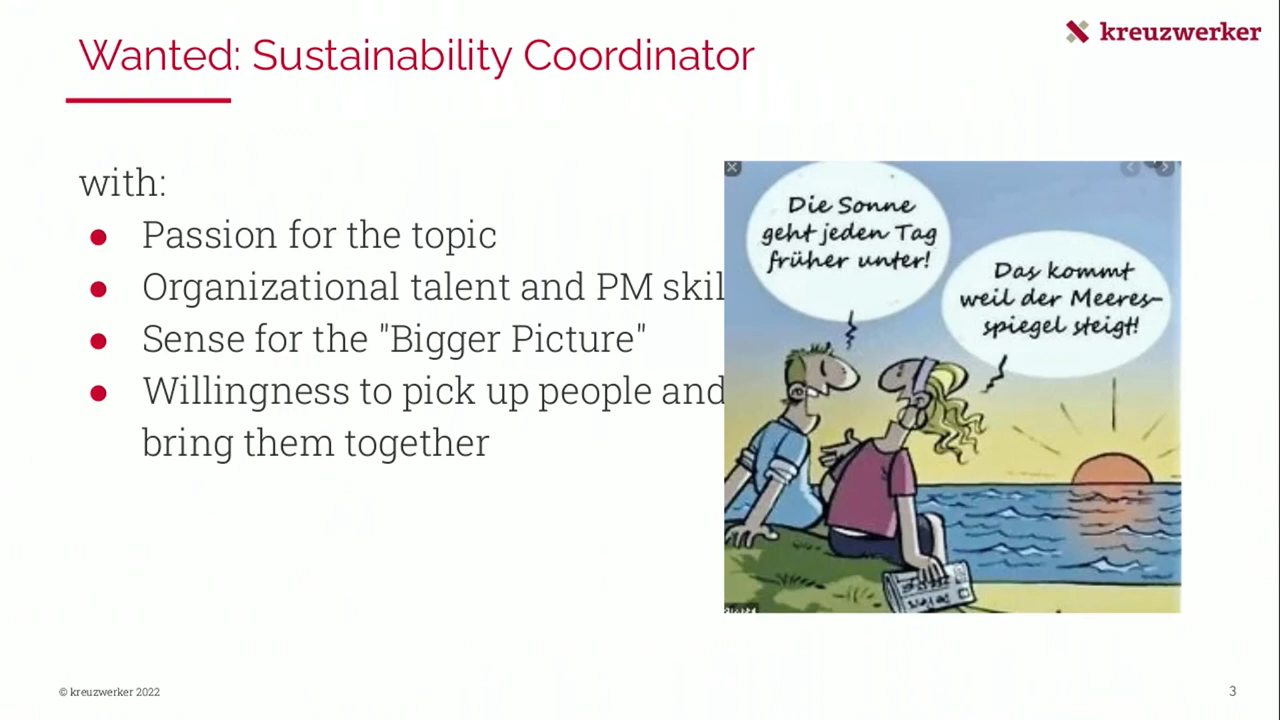 Wanted: Sustainability Coordinator
kreuzwerker
with:
Passion for the topic
Organizational talent and PM skil
Sense for the "Bigger Picture"
Willingness to pick up people and
bring them together
Die Sonne
geht jeden Tag
früher unter!
Das kommt
weil der Meeres-
spiegel steigt!
© kreuzwerker 2022
3